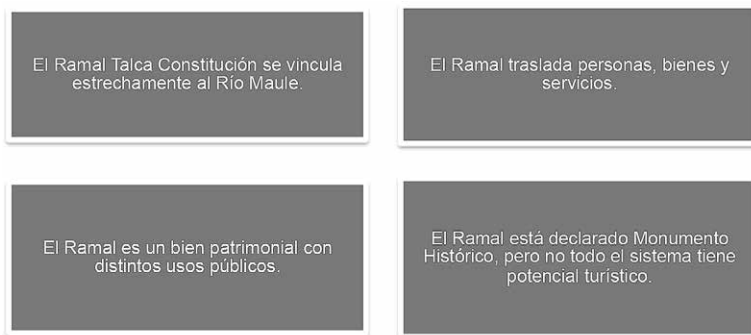 El Ramal Talca Constitución se vincula
estrechamente al Río Maule.
El Ramal traslada personas, bienes y
servicios.
El Ramal es un bien patrimonial con
distintos usos públicos.
El Ramal está declarado Monumento
Histórico, pero no todo el sistema tiene
potencial turístico.